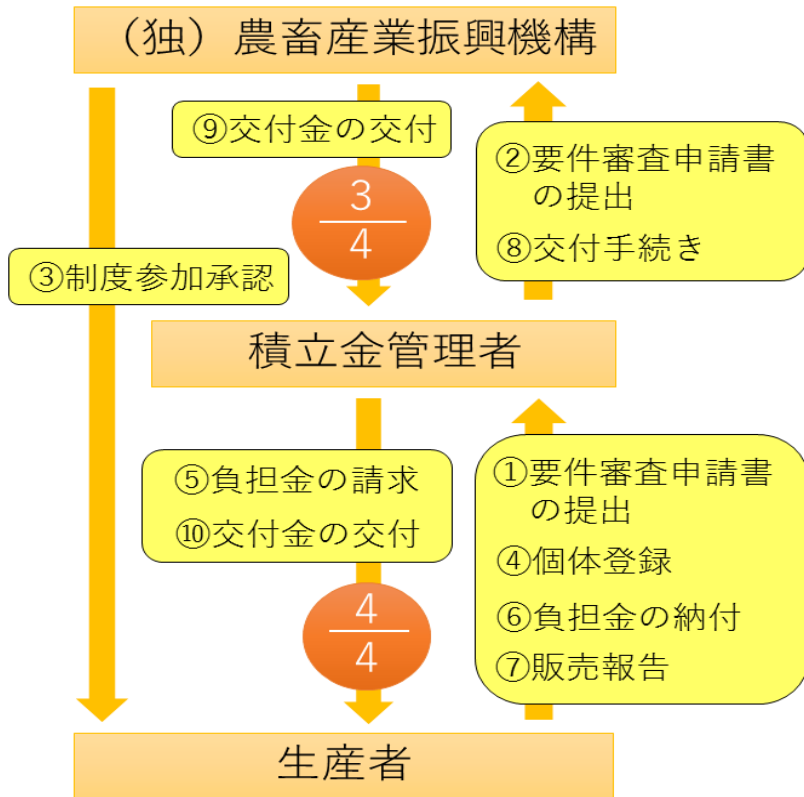 （独）農畜産業振興機構
⑨交付金の交付
3
4
②要件審査申請書
の提出
⑧交付手続き
③制度参加承認
積立金管理者
⑤負担金の請求
⑩交付金の交付
4
4
①要件審査申請書
の提出
④個体登録
⑥負担金の納付
⑦販売報告
生産者